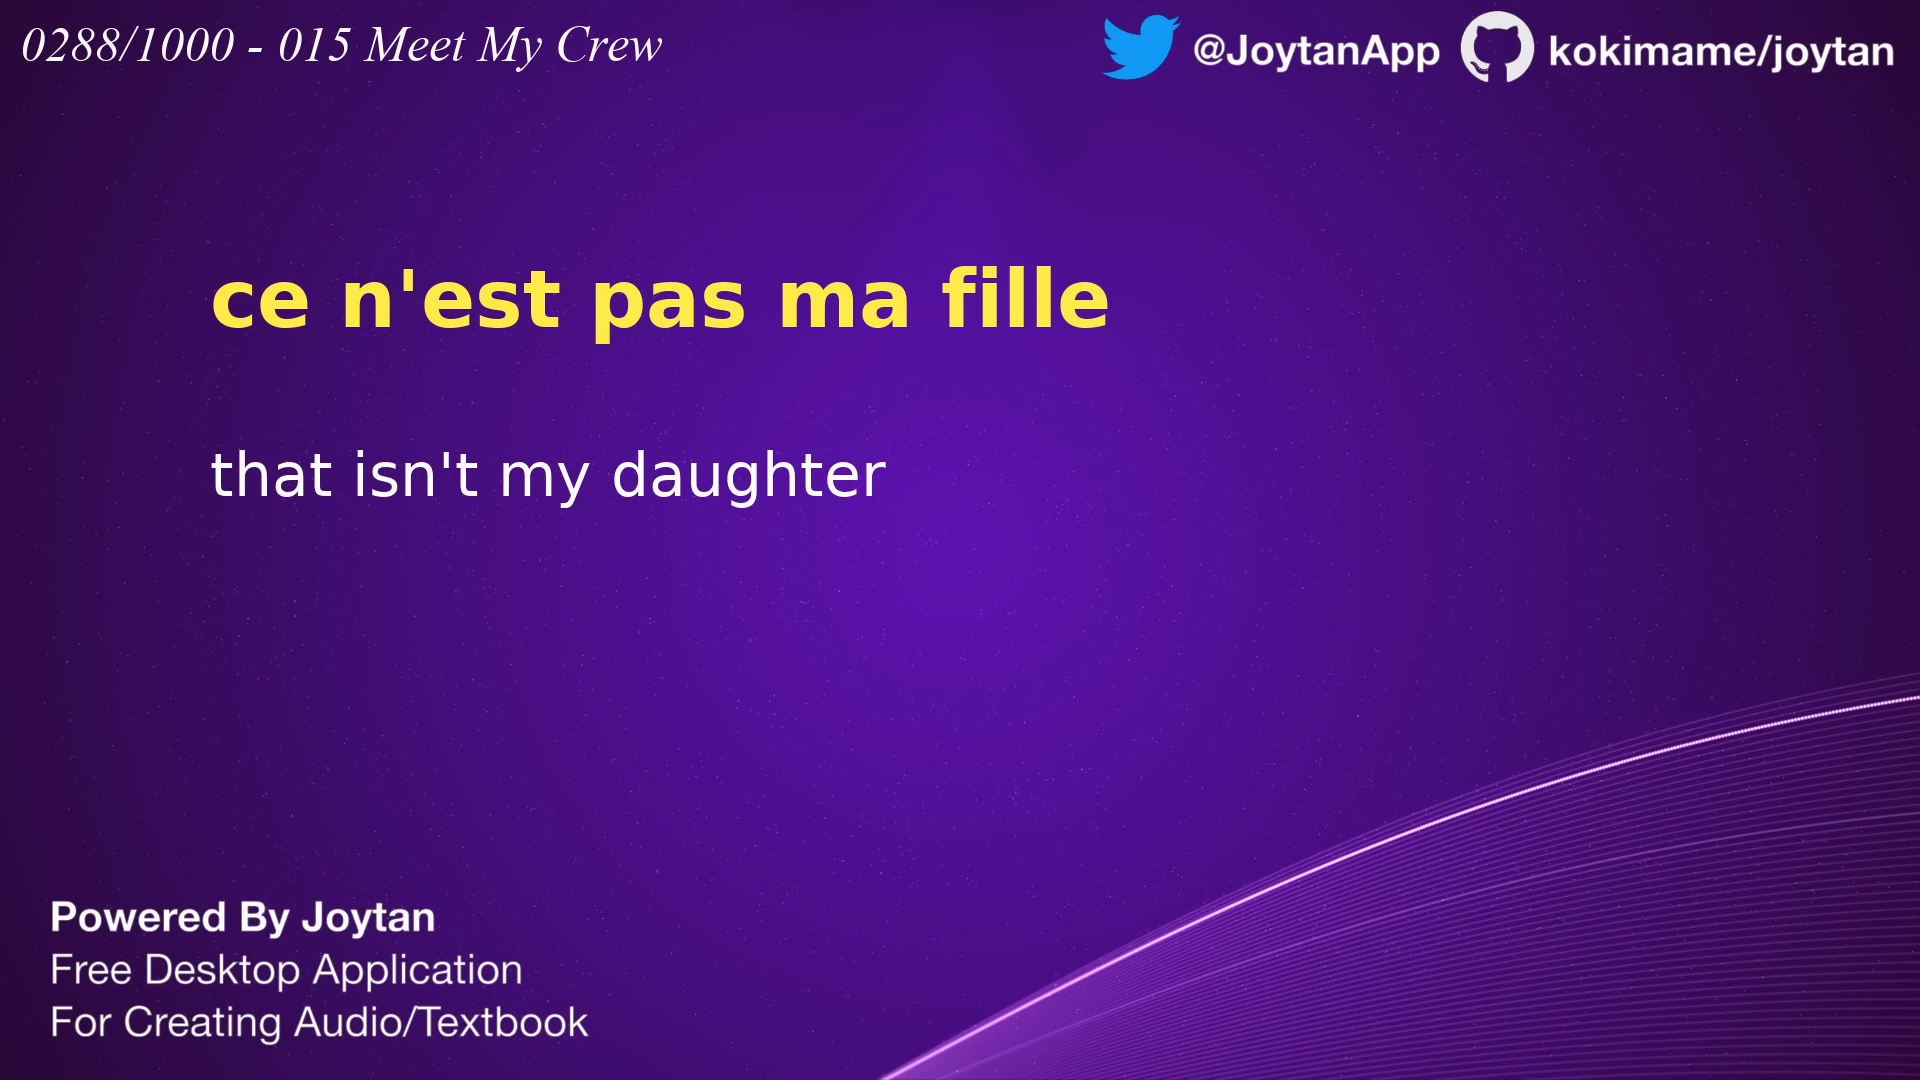 0288/1000 - 015 Meet My Crew
@JoytanApp
kokimame/joytan
ce n'est pas ma fille
that isn't my daughter
Powered By Joytan
Free Desktop Application
For Creating Audio/Textbook